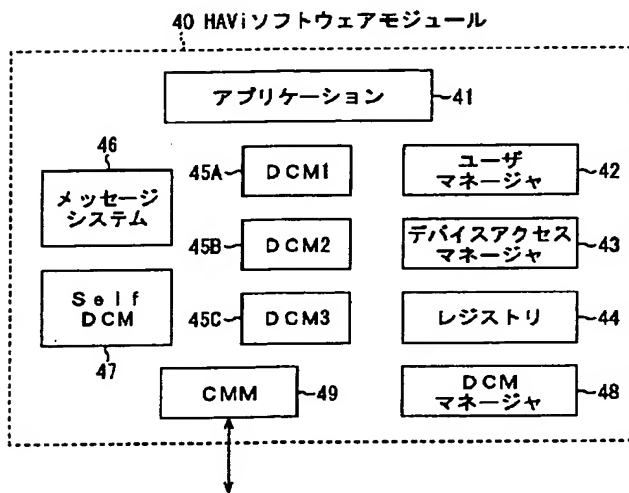 40 HAViソフトウェアモジュール
アプリケーション
41
46
メッセージ
システム
45A
DCM1
ユーザ
マネージャ
42
45B
DCM2
デバイスアクセス
マネージャ
43
Self
DCM
47
45C
DCM3
レジストリ
44
CMM
49
DCM
マネージャ
48